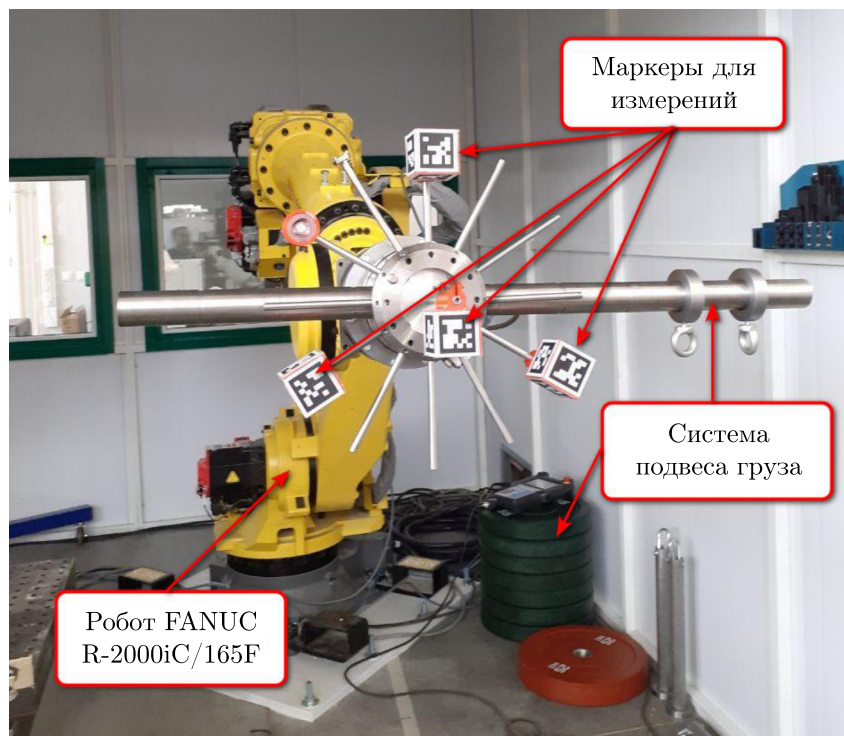 Маркеры для
измерений
Система
подвеса груза
Робот FANUC
R-2000iC/165F